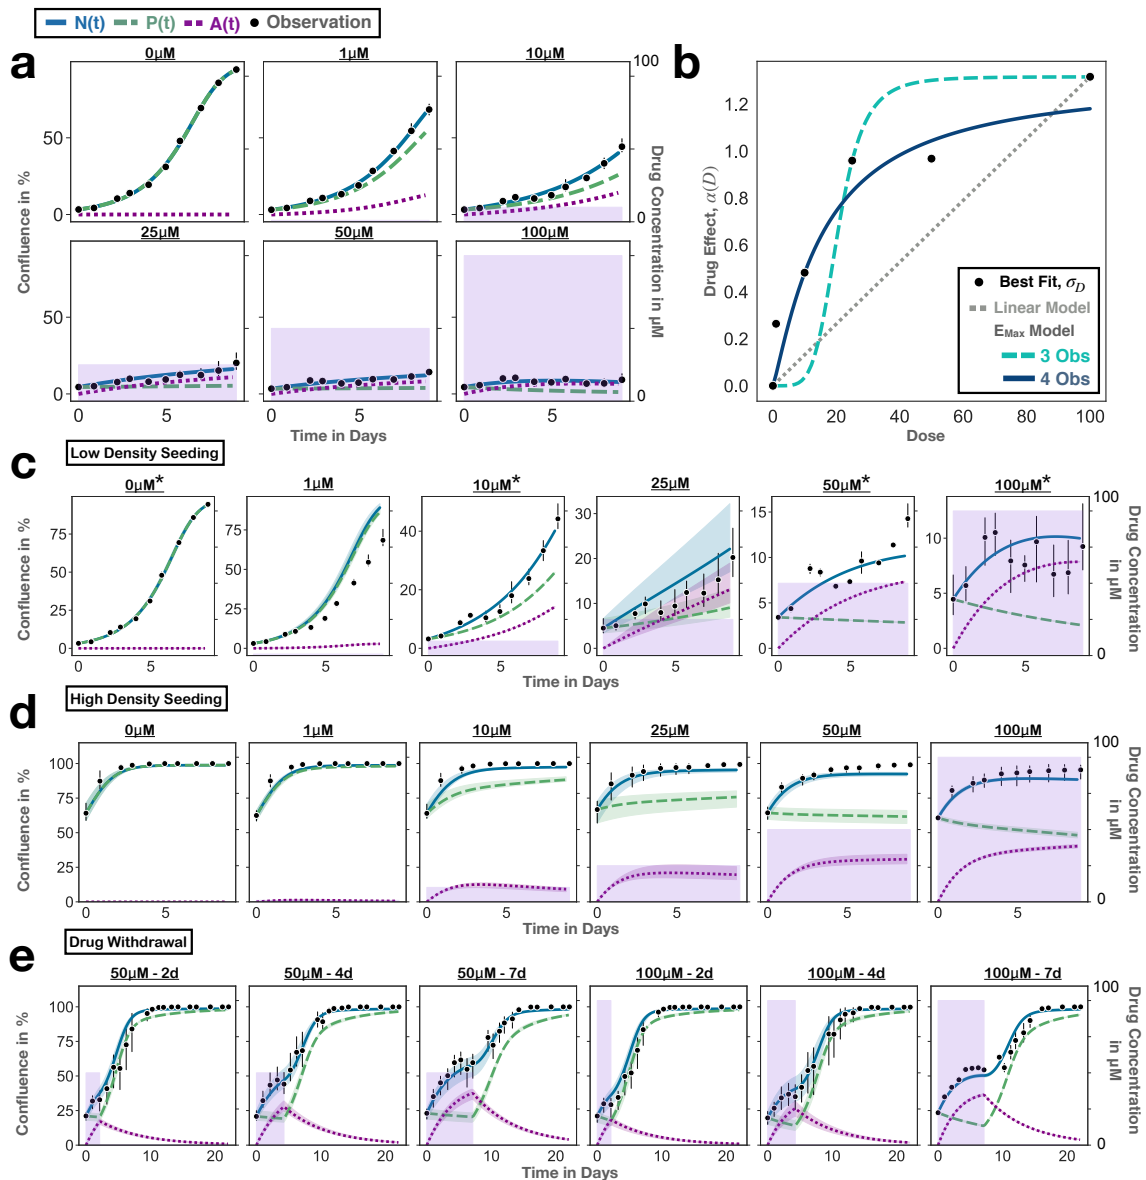 N(t) P(t) A(t) Observation
a
0µM 1µM 10µM
100
50
0
0
25µM 50µM 100µM
50
0
0 5 0 5 0 5
Confluence in %
Drug Concentration in µM
Time in Days
b
1.2
1.0
0.8
0.6
0.4
0.2
0.0
0 20 40 60 80 100
Drug Effect, α(D)
Dose
Best Fit, σD
Linear Model
EMax Model
3 Obs
4 Obs
c
Low Density Seeding
0µM* 1µM 10µM* 25µM 50µM* 100µM*
75 50 25 0
75 50 25 0
40 20 0
30 20 10 0
15 10 5 0
10 5 0
100
0
0 5 0 5 0 5 0 5 0 5 0 5
Confluence in %
Drug Concentration
in µM
Time in Days
d
High Density Seeding
0µM 1µM 10µM 25µM 50µM 100µM
100
75
50
25
0
100
0
0 5 0 5 0 5 0 5 0 5 0 5
Confluence in %
Drug Concentration
in µM
Time in Days
e
Drug Withdrawal
50µM - 2d 50µM - 4d 50µM - 7d 100µM - 2d 100µM - 4d 100µM - 7d
100
75
50
25
0
100
0
0 10 20 0 10 20 0 10 20 0 10 20 0 10 20 0 10 20
Confluence in %
Drug Concentration
in µM
Time in Days